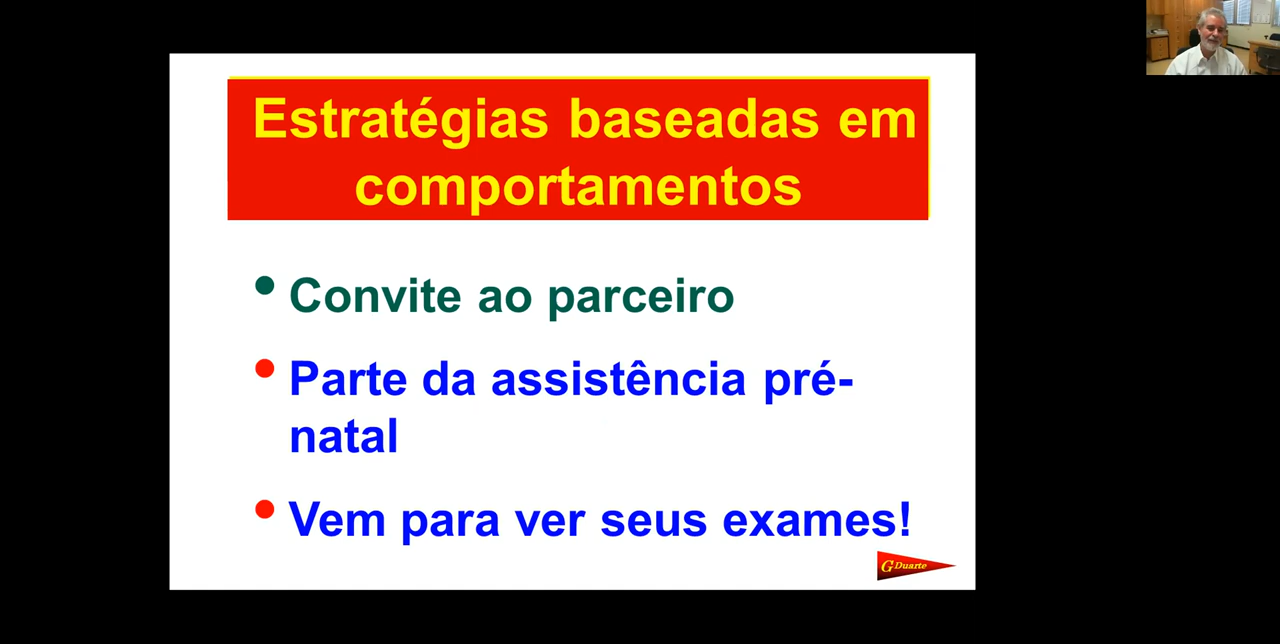 Estratégias baseadas em
comportamentos
• Convite ao parceiro
• Parte da assistência pré-
natal
• Vem para ver seus exames!
G Duarte